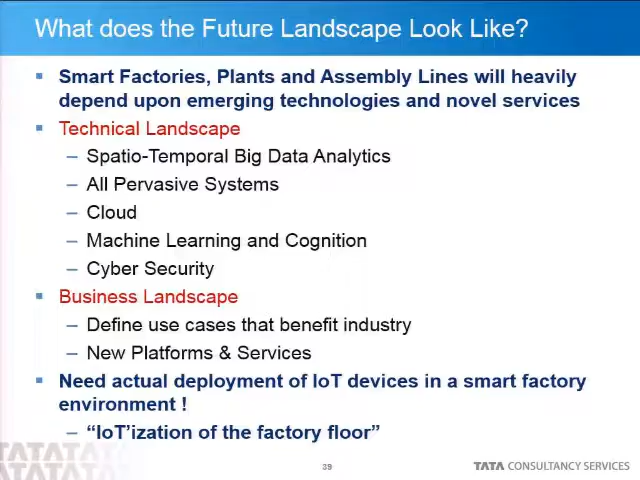 What does the Future Landscape Look Like?
▪ Smart Factories, Plants and Assembly Lines will heavily
depend upon emerging technologies and novel services
▪ Technical Landscape
– Spatio-Temporal Big Data Analytics
– All Pervasive Systems
– Cloud
– Machine Learning and Cognition
– Cyber Security
▪ Business Landscape
– Define use cases that benefit industry
– New Platforms & Services
▪ Need actual deployment of IoT devices in a smart factory
environment !
– “IoT’ization of the factory floor”
39
TATA CONSULTANCY SERVICES
TATATATA
TATATATA